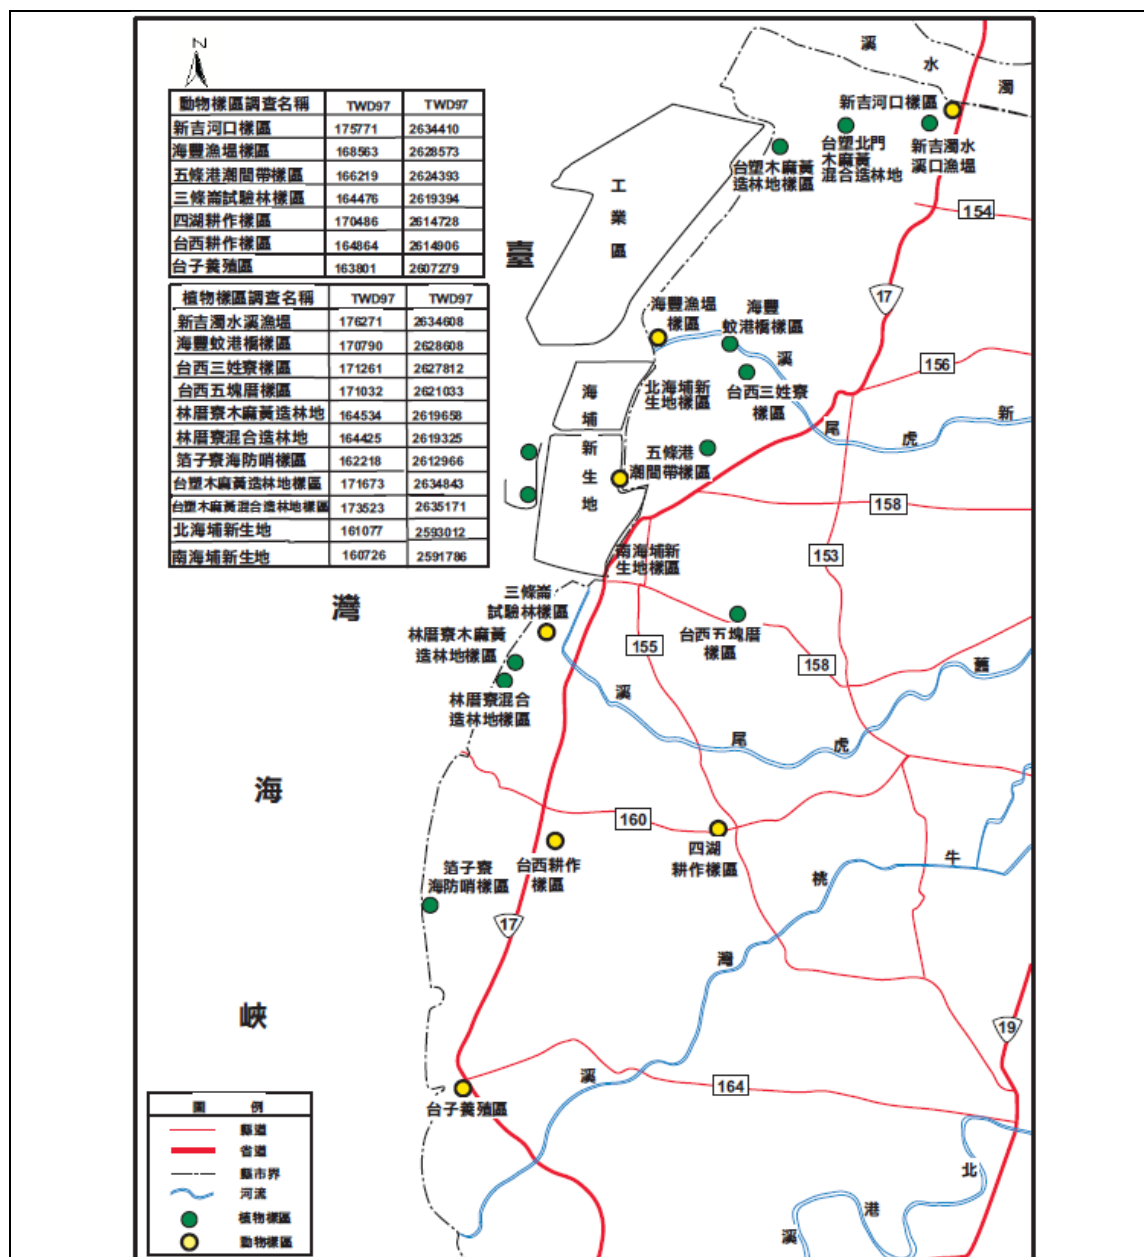 N
動物樣區調查名稱 TWD97 TWD97
新吉河口樣區 175771 2634410
海豐漁塭樣區 168563 2628573
五條港潮間帶樣區 166219 2624393
三條崙試驗林樣區 164476 2619394
四湖耕作樣區 170486 2614728
台西耕作樣區 164864 2614906
台子養殖區 163801 2607279
植物樣區調查名稱 TWD97 TWD97
新吉濁水溪漁塭 176271 2634608
海豐蚊港橋樣區 170790 2628608
台西三姓寮樣區 171261 2627812
台西五塊厝樣區 171032 2621033
林厝寮木麻黃造林地 164534 2619658
林厝寮混合造林地 164425 2619325
箔子寮海防哨樣區 162218 2612966
台塑木麻黃造林地樣區 171673 2634843
台塑木麻黃混合造林地樣區 173523 2635171
北海埔新生地 161077 2593012
南海埔新生地 160726 2591786
溪
水
濁
新吉河口樣區
台塑木麻黃
造林地樣區
台塑北門
木麻黃
混合造林地
新吉濁水
溪口漁塭
工
業
區
154
17
臺
灣
海
峽
海豐漁塭
樣區
海豐
蚊港橋樣區
溪
尾
虎
新
156
北海埔新
生地樣區
台西三姓寮
樣區
海
埔
新
生
地
五條港
潮間帶樣區
158
153
南海埔新
生地樣區
三條崙
試驗林樣區
林厝寮木麻黃
造林地樣區
林厝寮混合
造林地樣區
台西五塊厝
樣區
155
158
溪
尾
虎
舊
160
四湖
耕作樣區
台西耕作
樣區
箔子寮
海防哨樣區
17
牛
桃
灣
溪
19
164
台子養殖區
北
港
溪
圖 例
縣道
省道
縣市界
河流
植物樣區
動物樣區